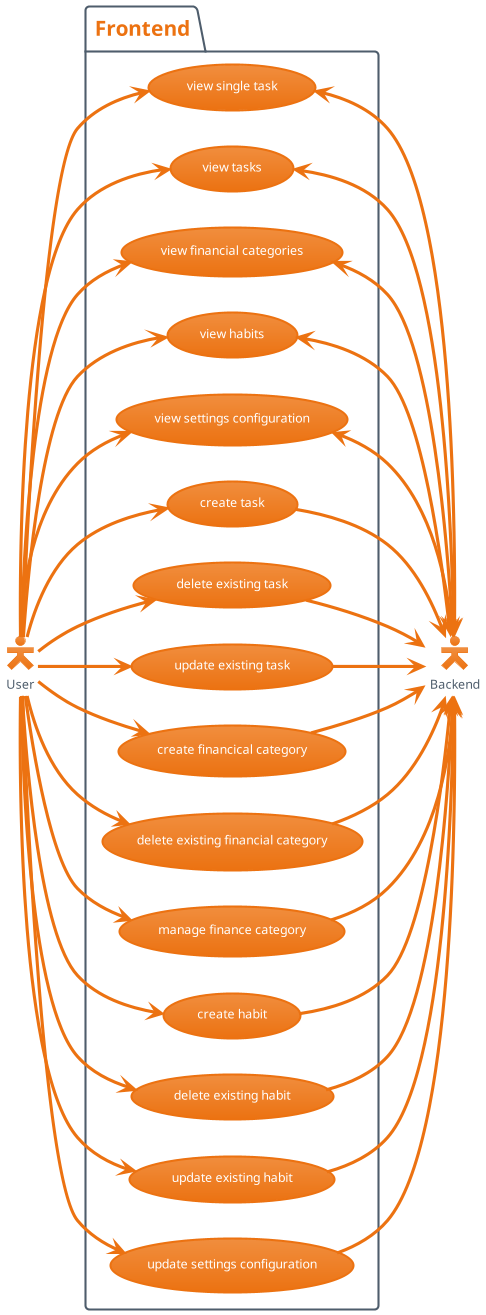 Frontend
view single task
view tasks
view financial categories
view habits
view settings configuration
create task
delete existing task
update existing task
User
Backend
create financical category
delete existing financial category
manage finance category
create habit
delete existing habit
update existing habit
update settings configuration